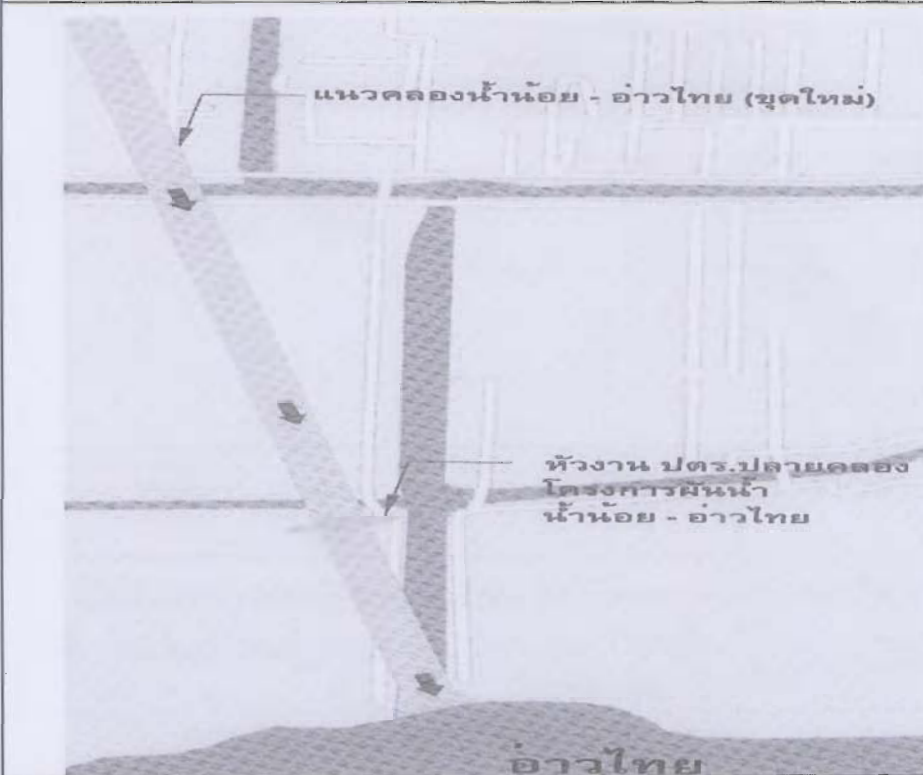 แนวคลองน้ำน้อย - อ่าวไทย (ขุดใหม่)
หัวงาน ปตร.ปลายคลอง
โครงการผันน้ำ
น้ำน้อย - อ่าวไทย
อ่าวไทย